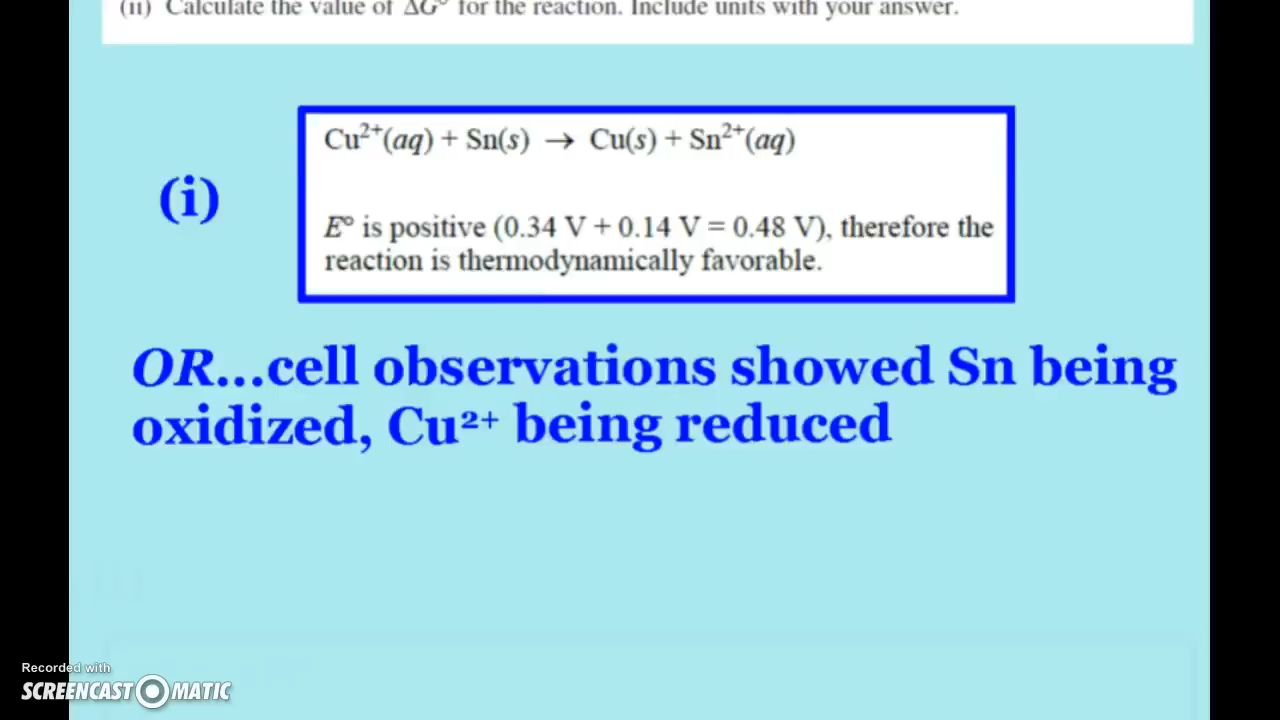 (ii) Calculate the value of ΔG° for the reaction. Include units with your answer.
(i)
Cu²⁺(aq) + Sn(s) → Cu(s) + Sn²⁺(aq)
E° is positive (0.34 V + 0.14 V = 0.48 V), therefore the
reaction is thermodynamically favorable.
OR...cell observations showed Sn being
oxidized, Cu²⁺ being reduced
Recorded with
SCREENCAST O MATIC